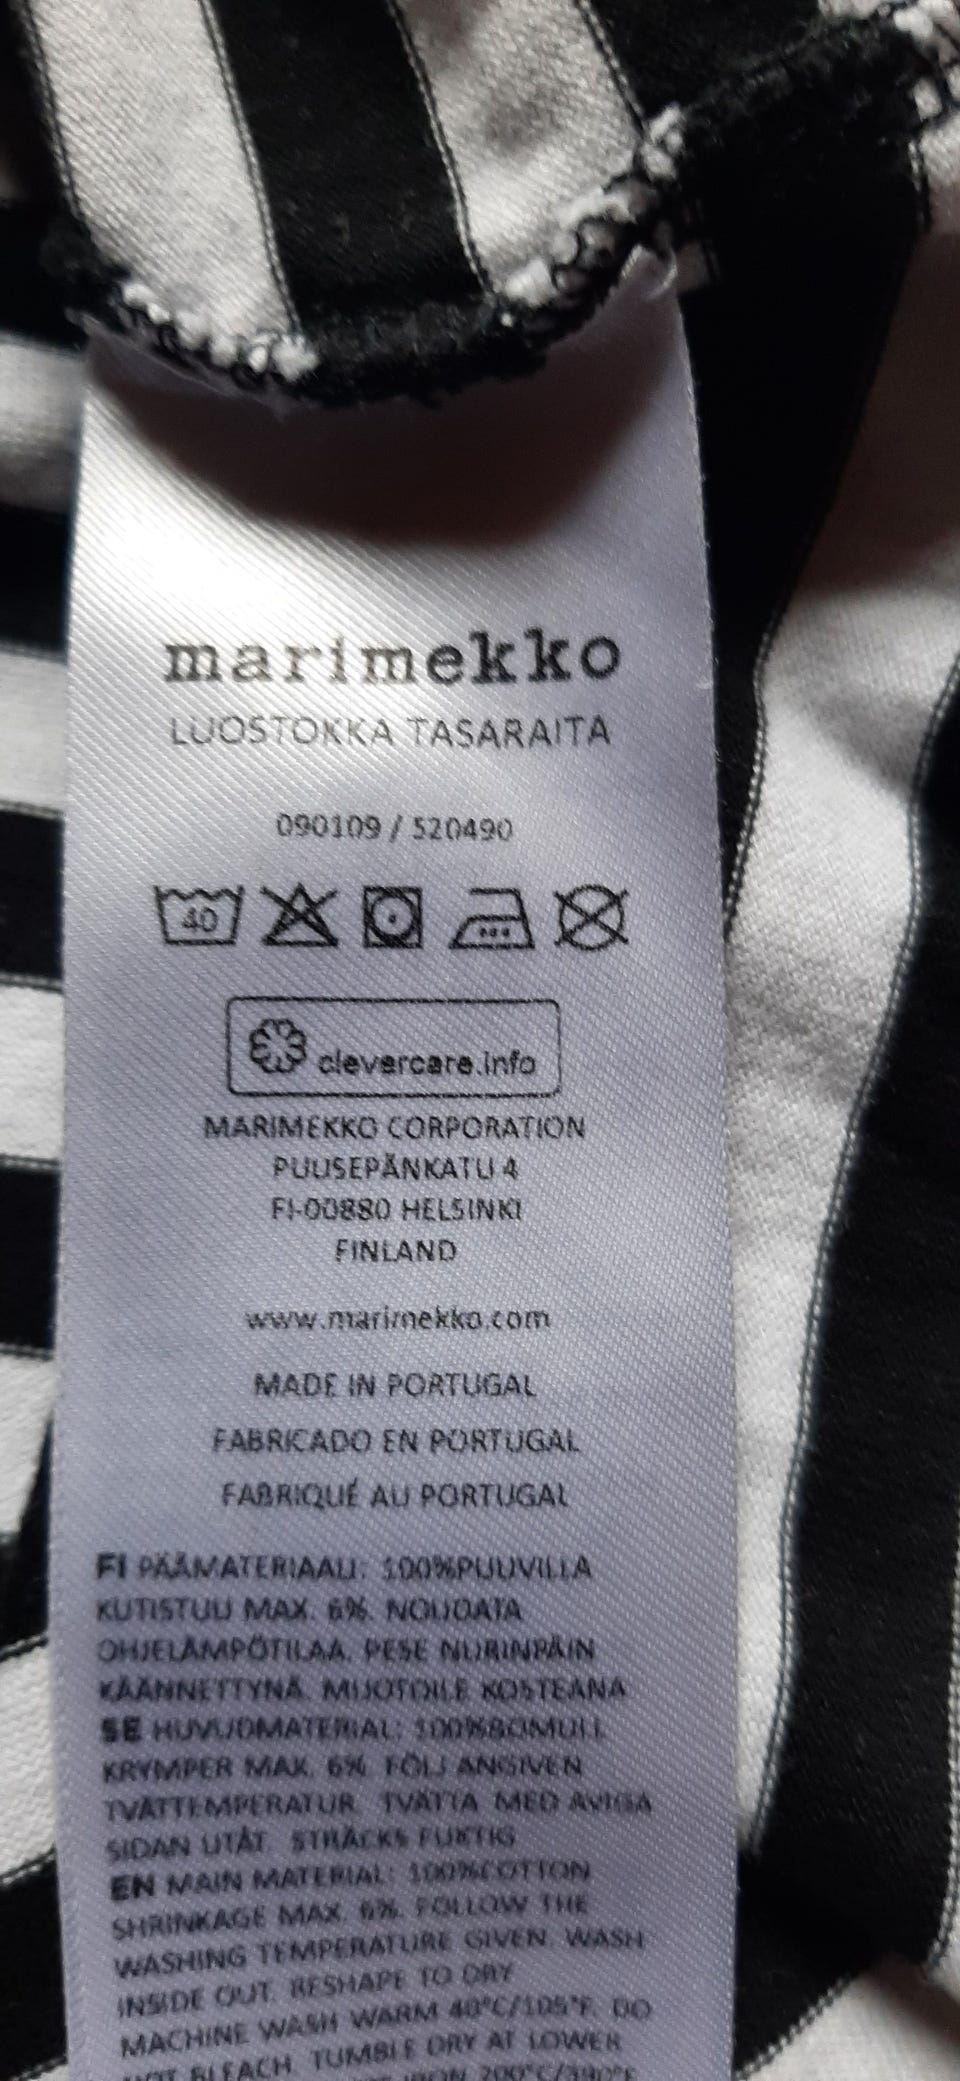 marimekko
LUOSTOKKA TASARAITA
090109 / 520490
40
clevercare.info
MARIMEKKO CORPORATION
PUUSEPÄNKATU 4
FI-00880 HELSINKI
FINLAND
www.marimekko.com
MADE IN PORTUGAL
FABRICADO EN PORTUGAL
FABRIQUÉ AU PORTUGAL
FI PÄÄMATERIAALI: 100%PUUVILLA
KUTISTUU MAX. 6%. NOUDATA
OHJELÄMPÖTILAA. PESE NURINPÄIN
KÄÄNNETTYNÄ. MUOTOILE KOSTEANA
SE HUVUDMATERIAL: 100%BOMULL
KRYMPER MAX. 6%. FÖLJ ANGIVEN
TVÄTTEMPERATUR. TVÄTTA MED AVIGA
SIDAN UTÅT. STRÄCKS FUKTIG
EN MAIN MATERIAL: 100%COTTON
SHRINKAGE MAX. 6%. FOLLOW THE
WASHING TEMPERATURE GIVEN. WASH
INSIDE OUT. RESHAPE TO DRY
MACHINE WASH WARM 40°C/105°F. DO
NOT BLEACH. TUMBLE DRY AT LOWER
IRON 200°C/390°F